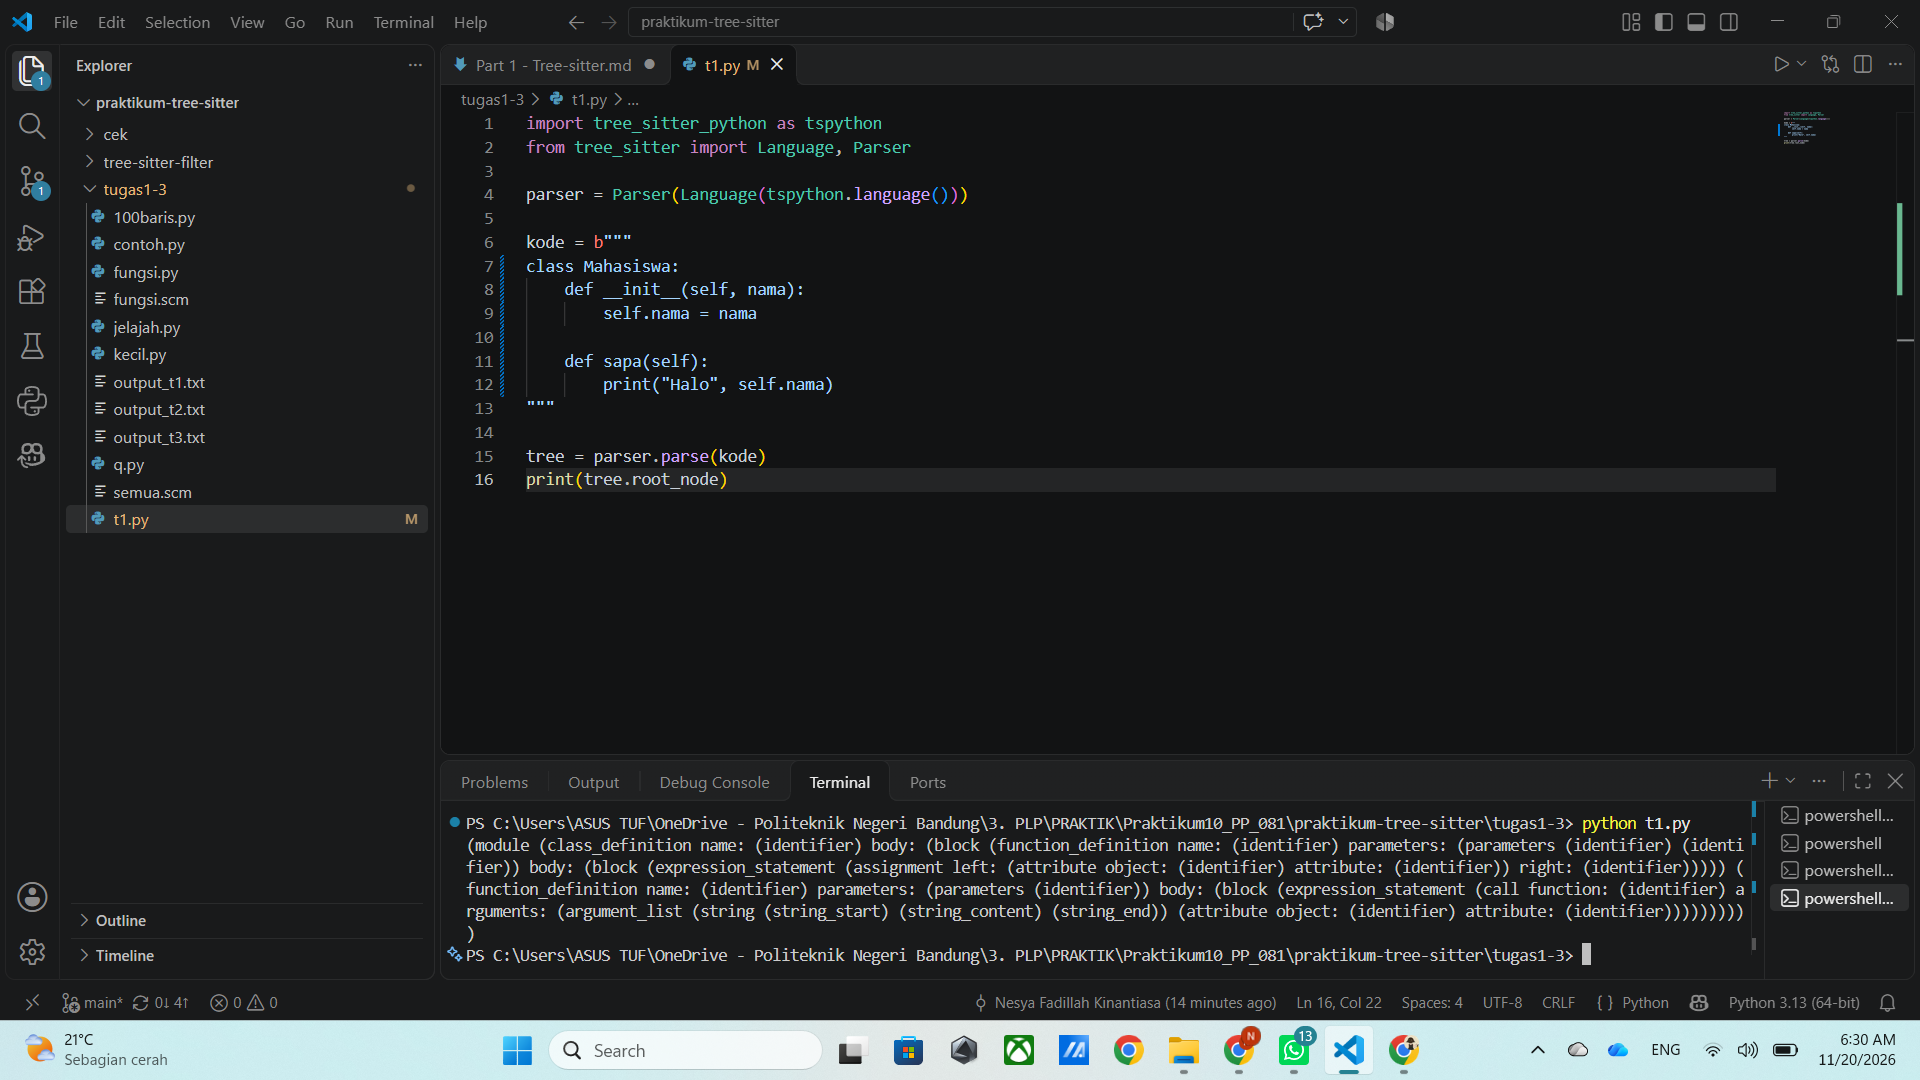 File Edit Selection View Go Run Terminal Help
praktikum-tree-sitter
Explorer
praktikum-tree-sitter
cek
tree-sitter-filter
tugas1-3
100baris.py
contoh.py
fungsi.py
fungsi.scm
jelajah.py
kecil.py
output_t1.txt
output_t2.txt
output_t3.txt
q.py
semua.scm
t1.py M
Outline
Timeline
1
1
Part 1 - Tree-sitter.md
t1.py M
tugas1-3 > t1.py > ...
1 import tree_sitter_python as tspython
2 from tree_sitter import Language, Parser
3
4 parser = Parser(Language(tspython.language()))
5
6 kode = b"""
7 class Mahasiswa:
8     def __init__(self, nama):
9         self.nama = nama
10
11     def sapa(self):
12         print("Halo", self.nama)
13 """
14
15 tree = parser.parse(kode)
16 print(tree.root_node)
Problems Output Debug Console Terminal Ports
PS C:\Users\ASUS TUF\OneDrive - Politeknik Negeri Bandung\3. PLP\PRAKTIK\Praktikum10_PP_081\praktikum-tree-sitter\tugas1-3> python t1.py
(module (class_definition name: (identifier) body: (block (function_definition name: (identifier) parameters: (parameters (identifier) (identi
fier)) body: (block (expression_statement (assignment left: (attribute object: (identifier) attribute: (identifier)) right: (identifier))))) (
function_definition name: (identifier) parameters: (parameters (identifier)) body: (block (expression_statement (call function: (identifier) a
rguments: (argument_list (string (string_start) (string_content) (string_end)) (attribute object: (identifier) attribute: (identifier)))))))))
)
PS C:\Users\ASUS TUF\OneDrive - Politeknik Negeri Bandung\3. PLP\PRAKTIK\Praktikum10_PP_081\praktikum-tree-sitter\tugas1-3>
powershell...
powershell
powershell...
powershell...
main* 0↓ 4↑ 0 0
Nesya Fadillah Kinantiasa (14 minutes ago) Ln 16, Col 22 Spaces: 4 UTF-8 CRLF { } Python Python 3.13 (64-bit)
21°C
Sebagian cerah
Search
N
13
ENG
6:30 AM
11/20/2026